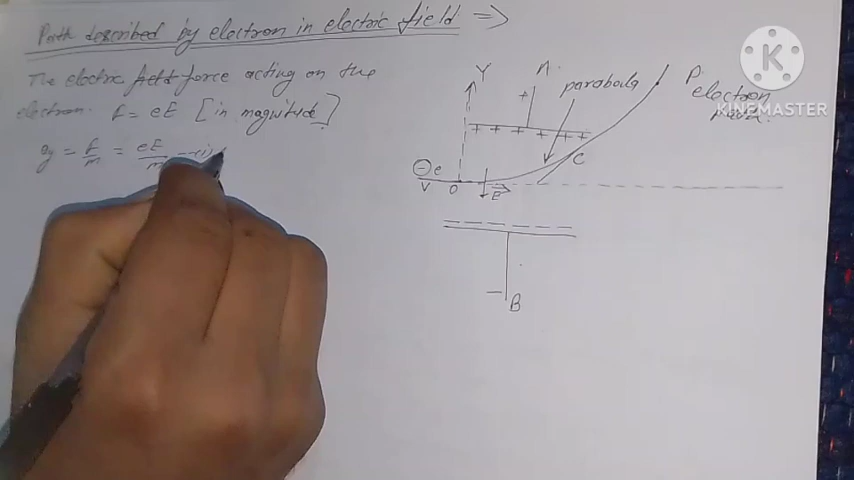 Path described by electron in electric field ⇒
The electric field force acting on the
electron. F = eE [in magnitude]
ay = F/m = eE/m —(i)
Y
A
+
parabola
P.
electron
path.
+ + + + + + +
C
⊖ e
V
O
E
—
B
K
KINEMASTER